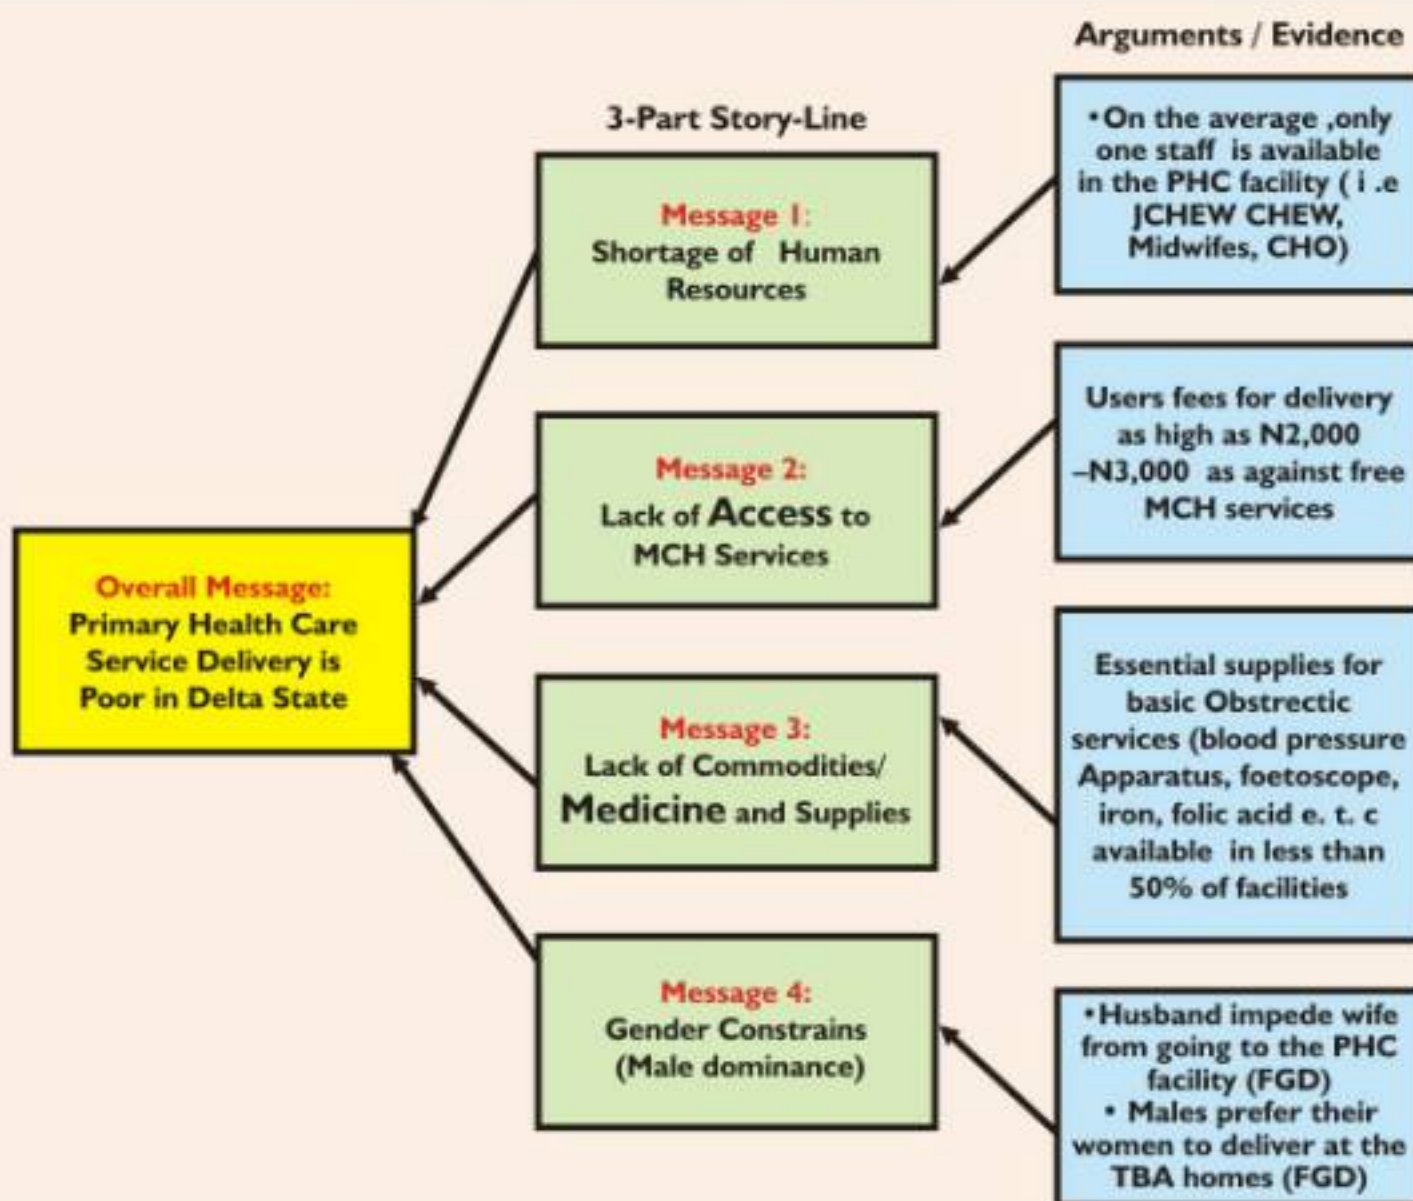 Arguments / Evidence
3-Part Story-Line
•On the average ,only
one staff is available
in the PHC facility ( i .e
JCHEW CHEW,
Midwifes, CHO)
Message 1:
Shortage of Human
Resources
Users fees for delivery
as high as N2,000
–N3,000 as against free
MCH services
Message 2:
Lack of Access to
MCH Services
Overall Message:
Primary Health Care
Service Delivery is
Poor in Delta State
Essential supplies for
basic Obstrectic
services (blood pressure
Apparatus, foetoscope,
iron, folic acid e. t. c
available in less than
50% of facilities
Message 3:
Lack of Commodities/
Medicine and Supplies
Message 4:
Gender Constrains
(Male dominance)
•Husband impede wife
from going to the PHC
facility (FGD)
• Males prefer their
women to deliver at the
TBA homes (FGD)